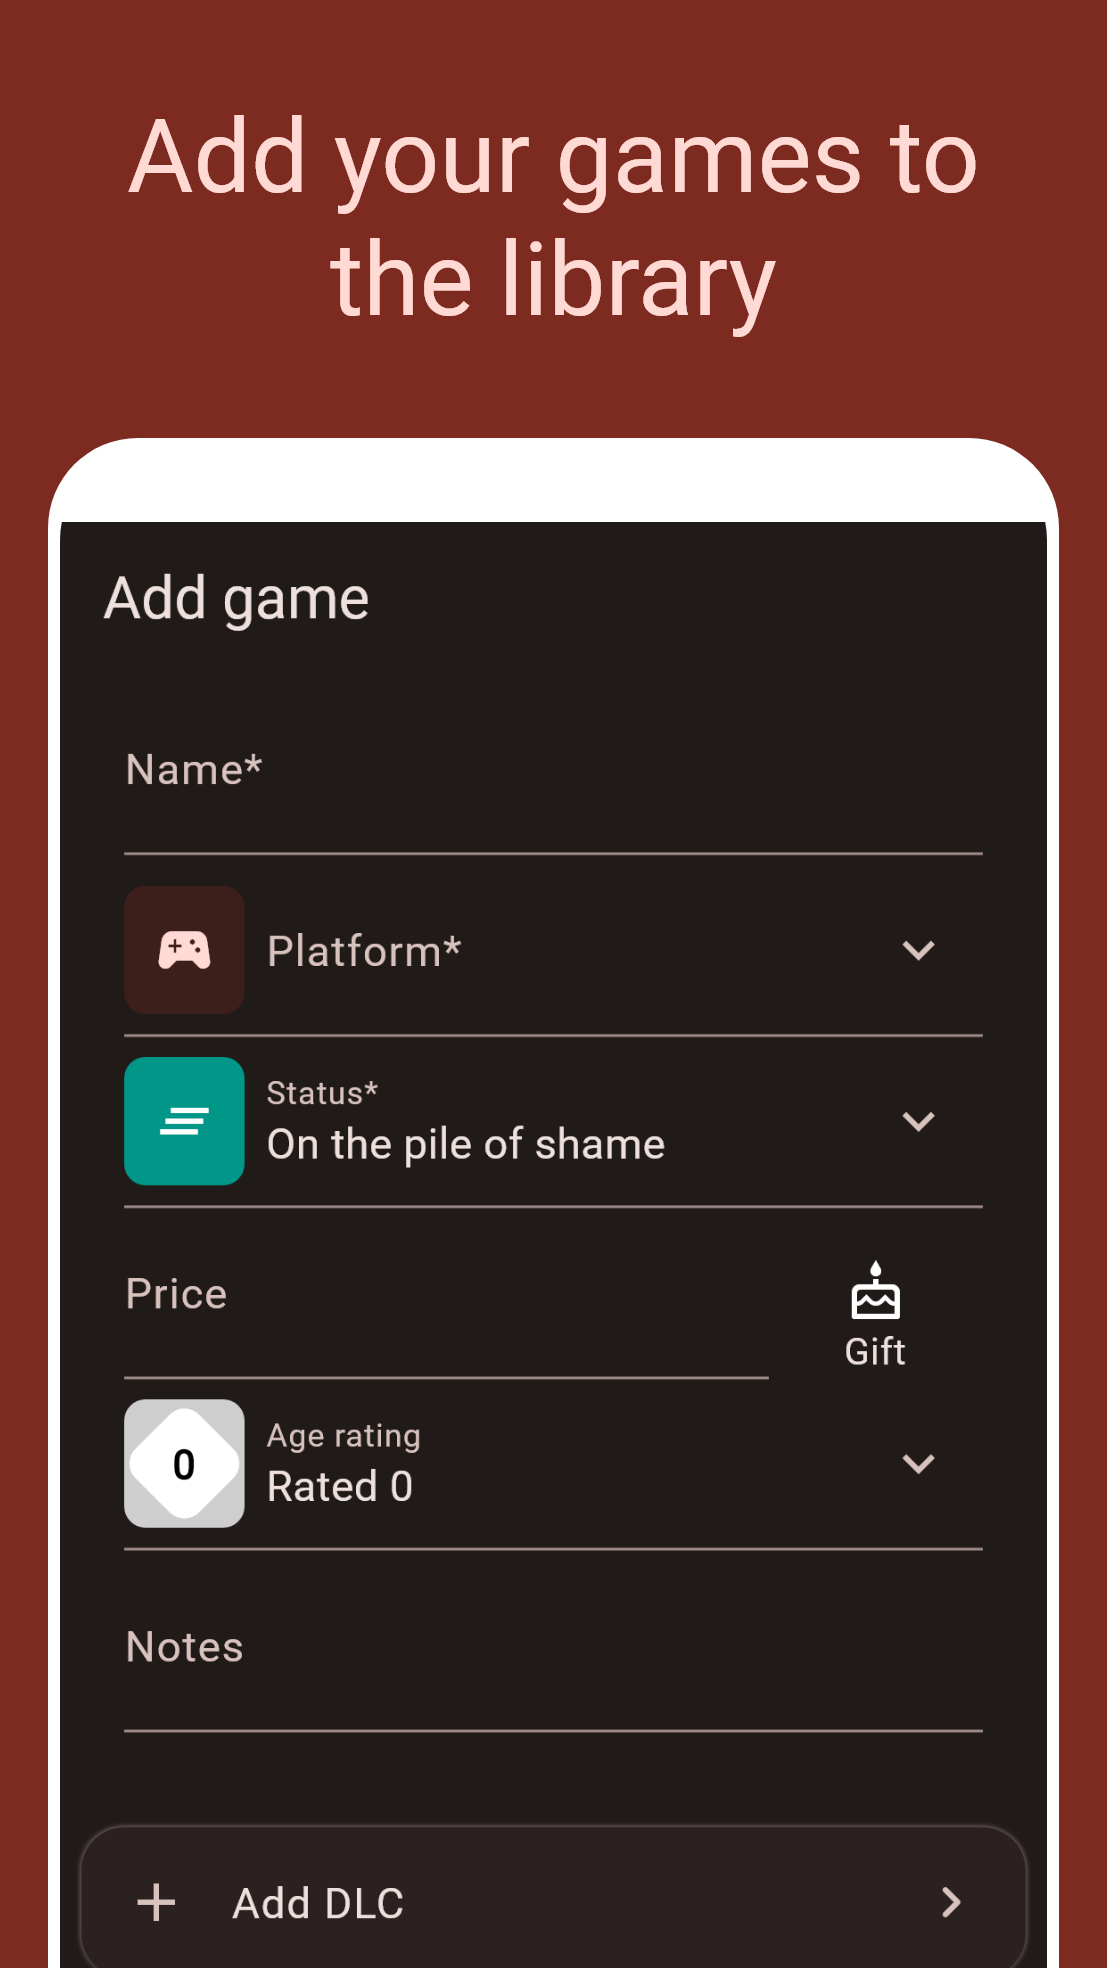 Add your games to
the library
Add game
Name*
Platform*
Status*
On the pile of shame
Price
Gift
0
Age rating
Rated 0
Notes
Add DLC